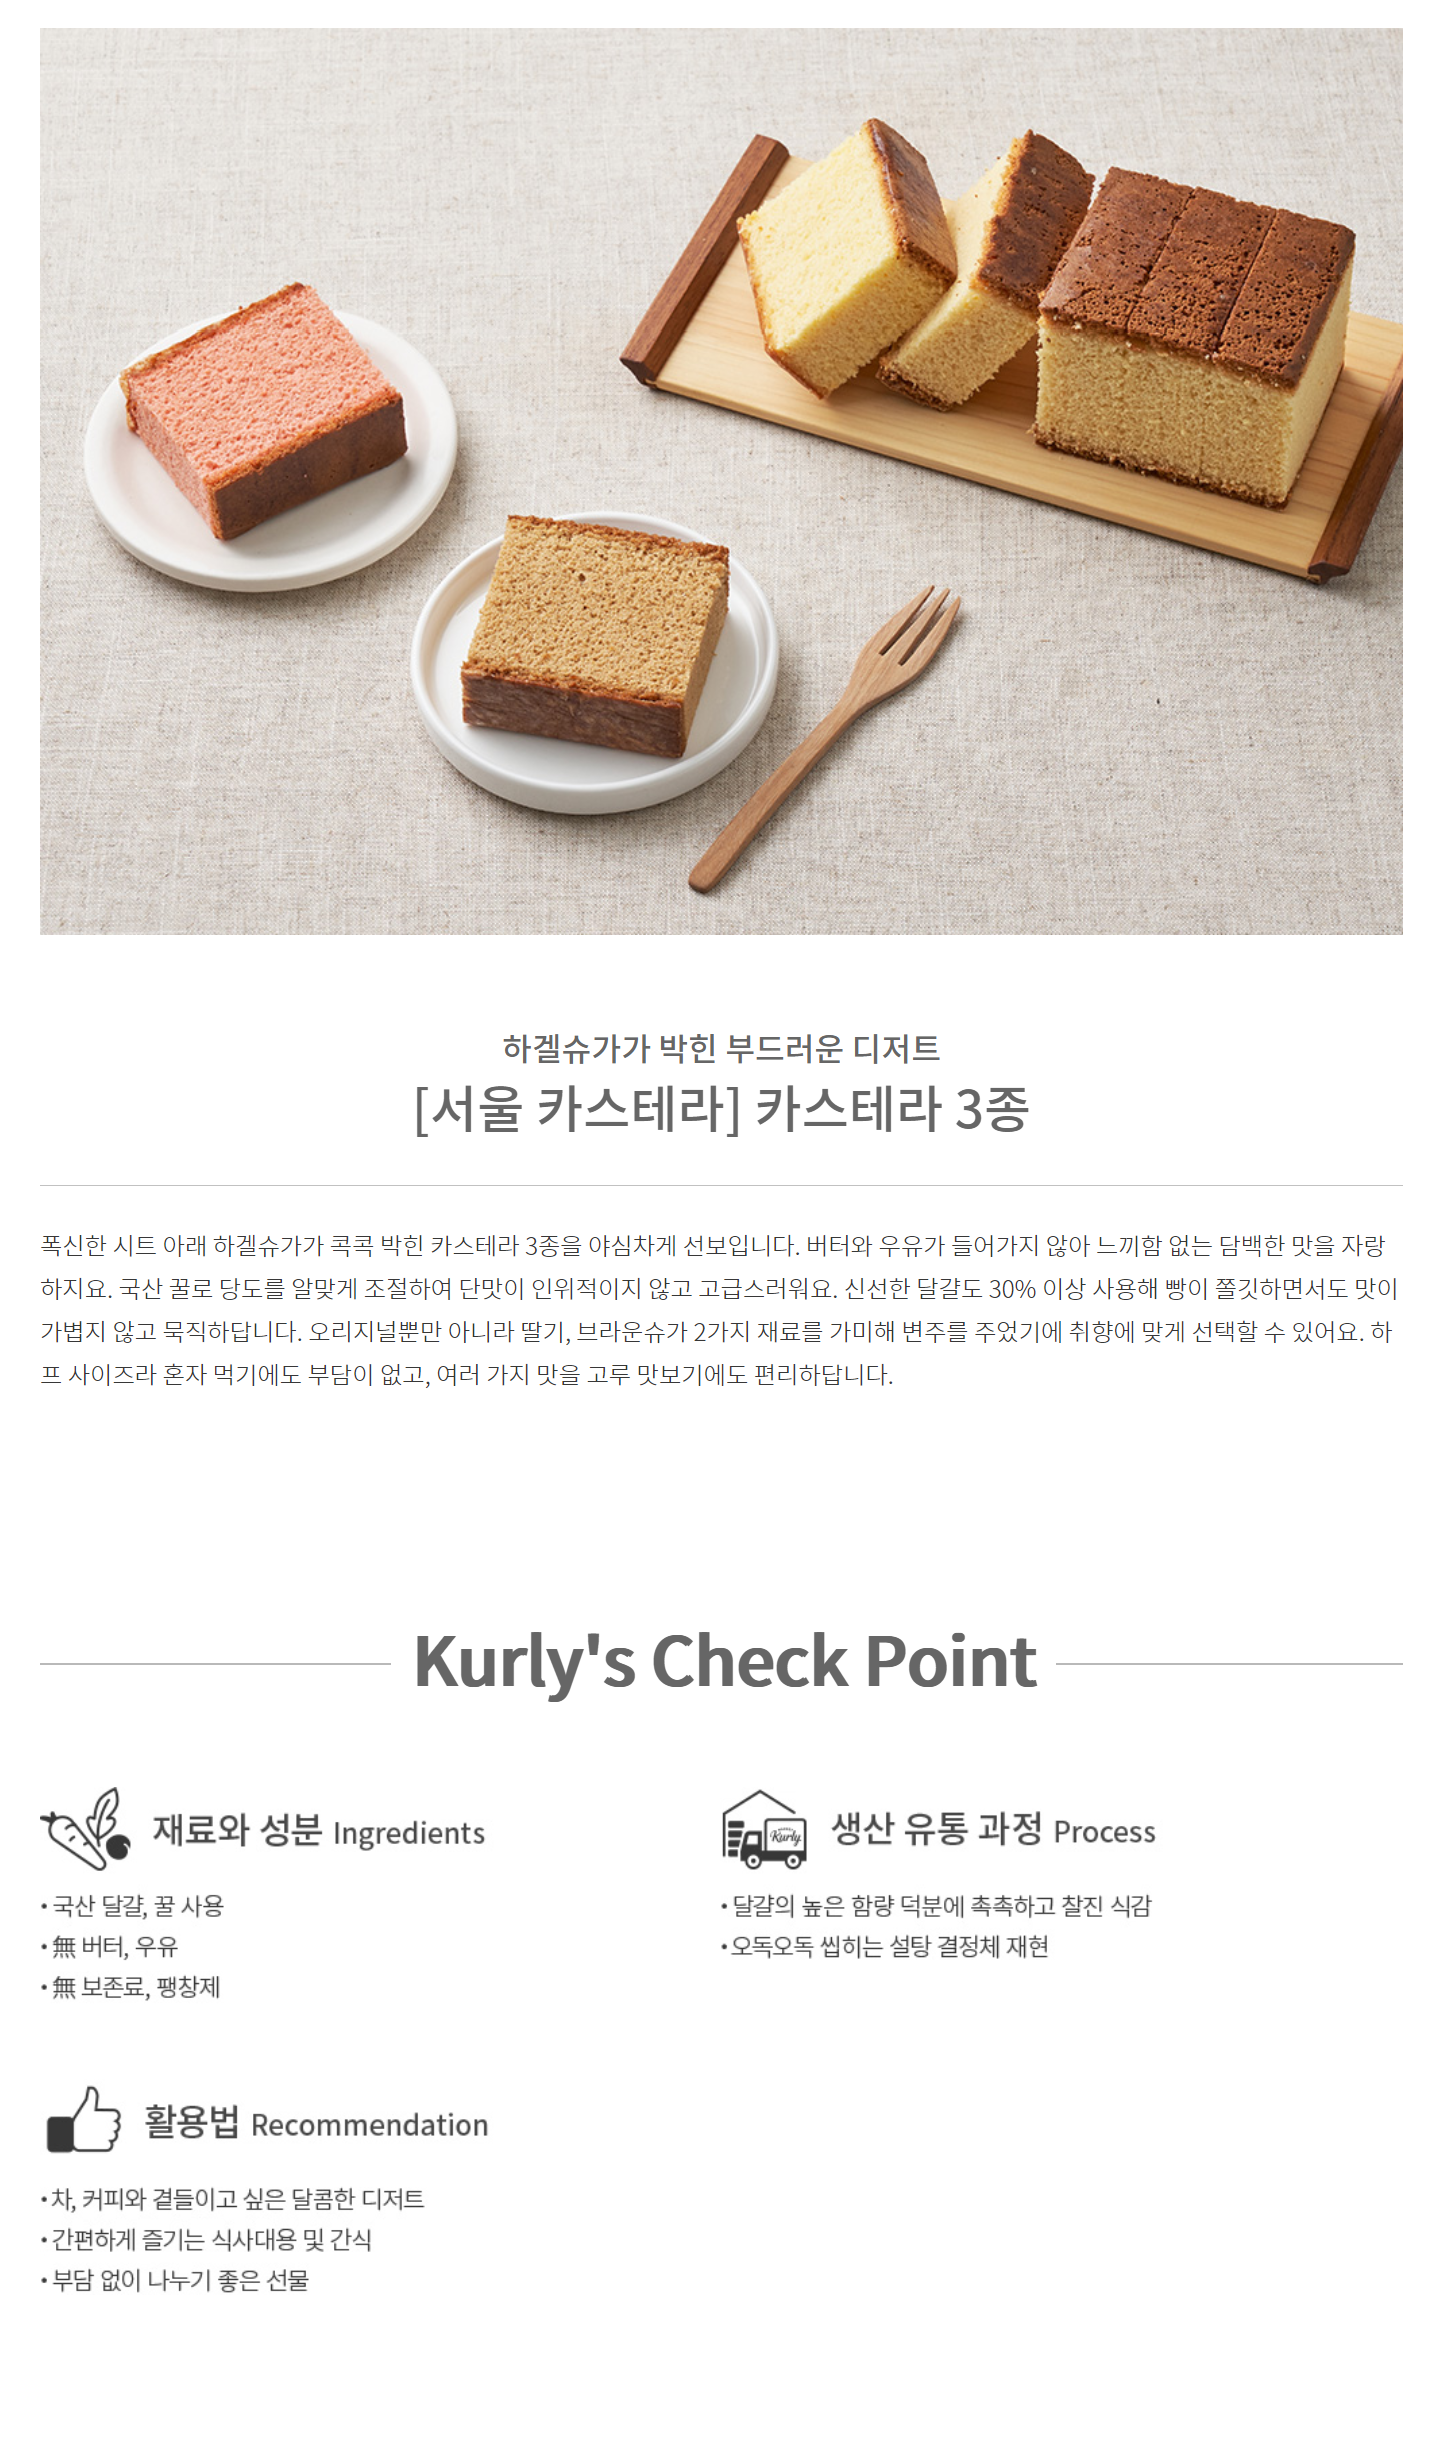 하겔슈가가 박힌 부드러운 디저트
[서울 카스테라] 카스테라 3종
폭신한 시트 아래 하겔슈가가 콕콕 박힌 카스테라 3종을 야심차게 선보입니다. 버터와 우유가 들어가지 않아 느끼함 없는 담백한 맛을 자랑
하지요. 국산 꿀로 당도를 알맞게 조절하여 단맛이 인위적이지 않고 고급스러워요. 신선한 달걀도 30% 이상 사용해 빵이 쫄깃하면서도 맛이
가볍지 않고 묵직하답니다. 오리지널뿐만 아니라 딸기, 브라운슈가 2가지 재료를 가미해 변주를 주었기에 취향에 맞게 선택할 수 있어요. 하
프 사이즈라 혼자 먹기에도 부담이 없고, 여러 가지 맛을 고루 맛보기에도 편리하답니다.
Kurly's Check Point
재료와 성분 Ingredients
• 국산 달걀, 꿀 사용
• 無 버터, 우유
• 無 보존료, 팽창제
Kurly
생산 유통 과정 Process
• 달걀의 높은 함량 덕분에 촉촉하고 찰진 식감
• 오독오독 씹히는 설탕 결정체 재현
활용법 Recommendation
• 차, 커피와 곁들이고 싶은 달콤한 디저트
• 간편하게 즐기는 식사대용 및 간식
• 부담 없이 나누기 좋은 선물